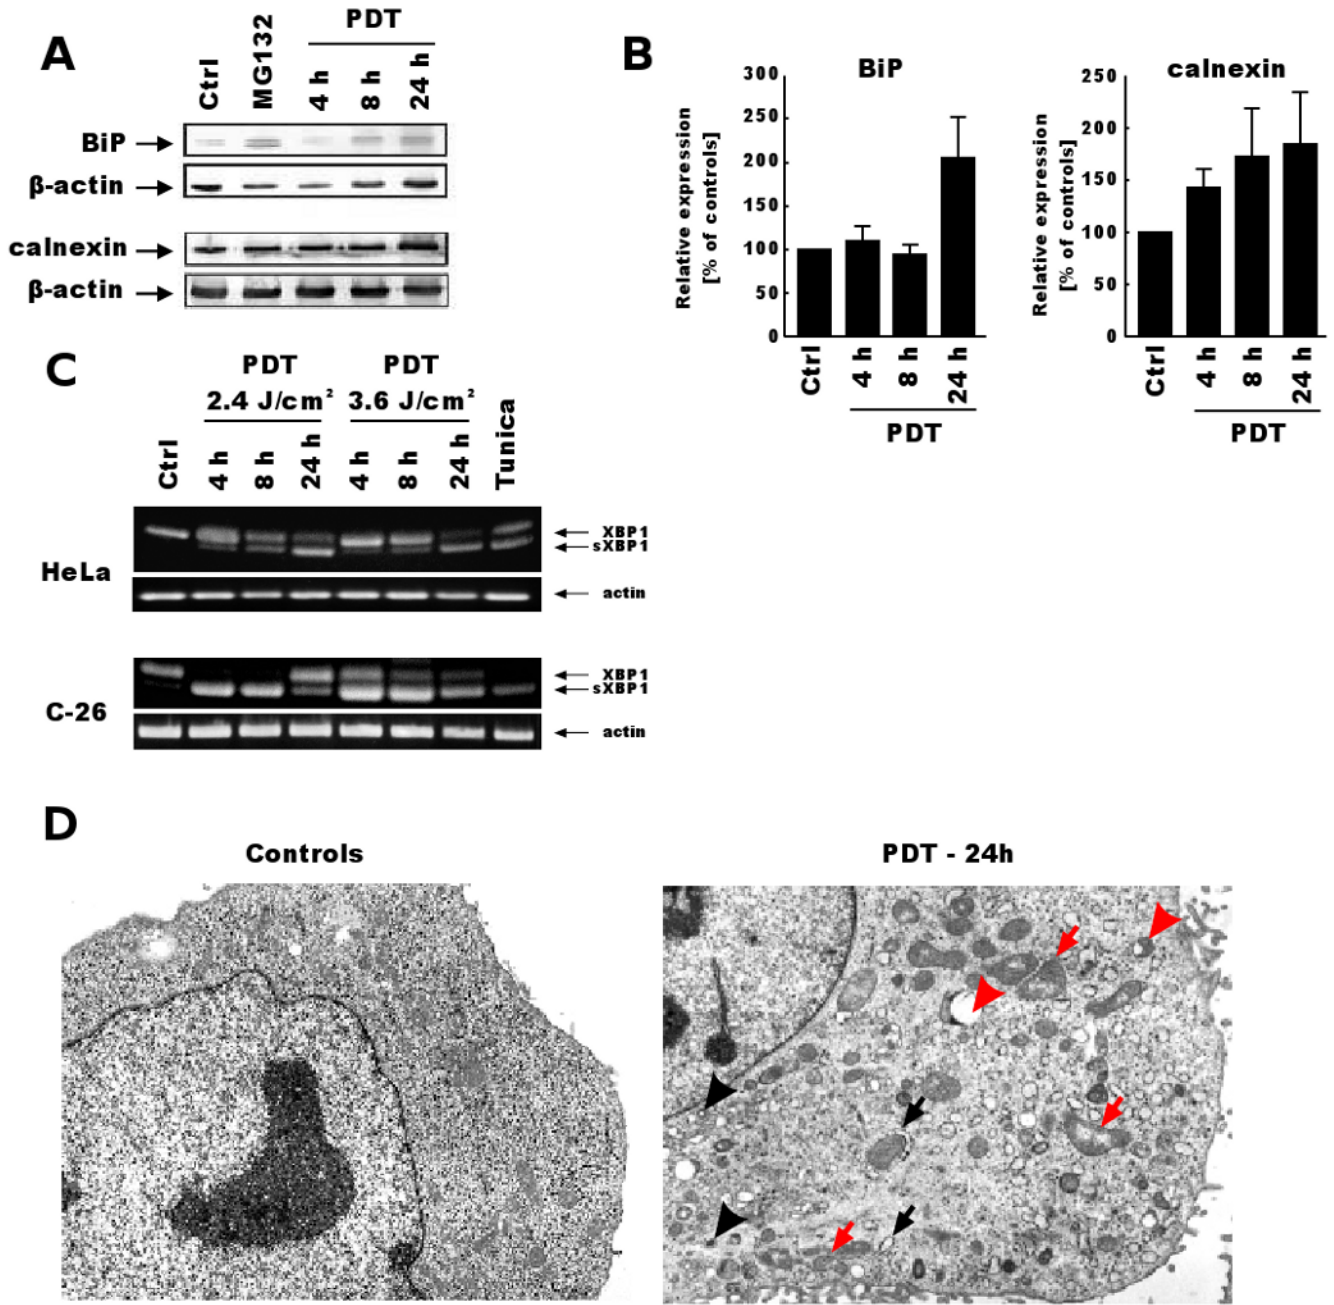 A
Ctrl
MG132
PDT
4 h
8 h
24 h
BiP
β-actin
calnexin
β-actin
B
BiP
Relative expression
[% of controls]
300
250
200
150
100
50
0
Ctrl
4 h
8 h
24 h
PDT
calnexin
Relative expression
[% of controls]
250
200
150
100
50
0
Ctrl
4 h
8 h
24 h
PDT
C
PDT
2.4 J/cm²
PDT
3.6 J/cm²
Ctrl
4 h
8 h
24 h
4 h
8 h
24 h
Tunica
HeLa
XBP1
sXBP1
actin
C-26
XBP1
sXBP1
actin
D
Controls
PDT - 24h